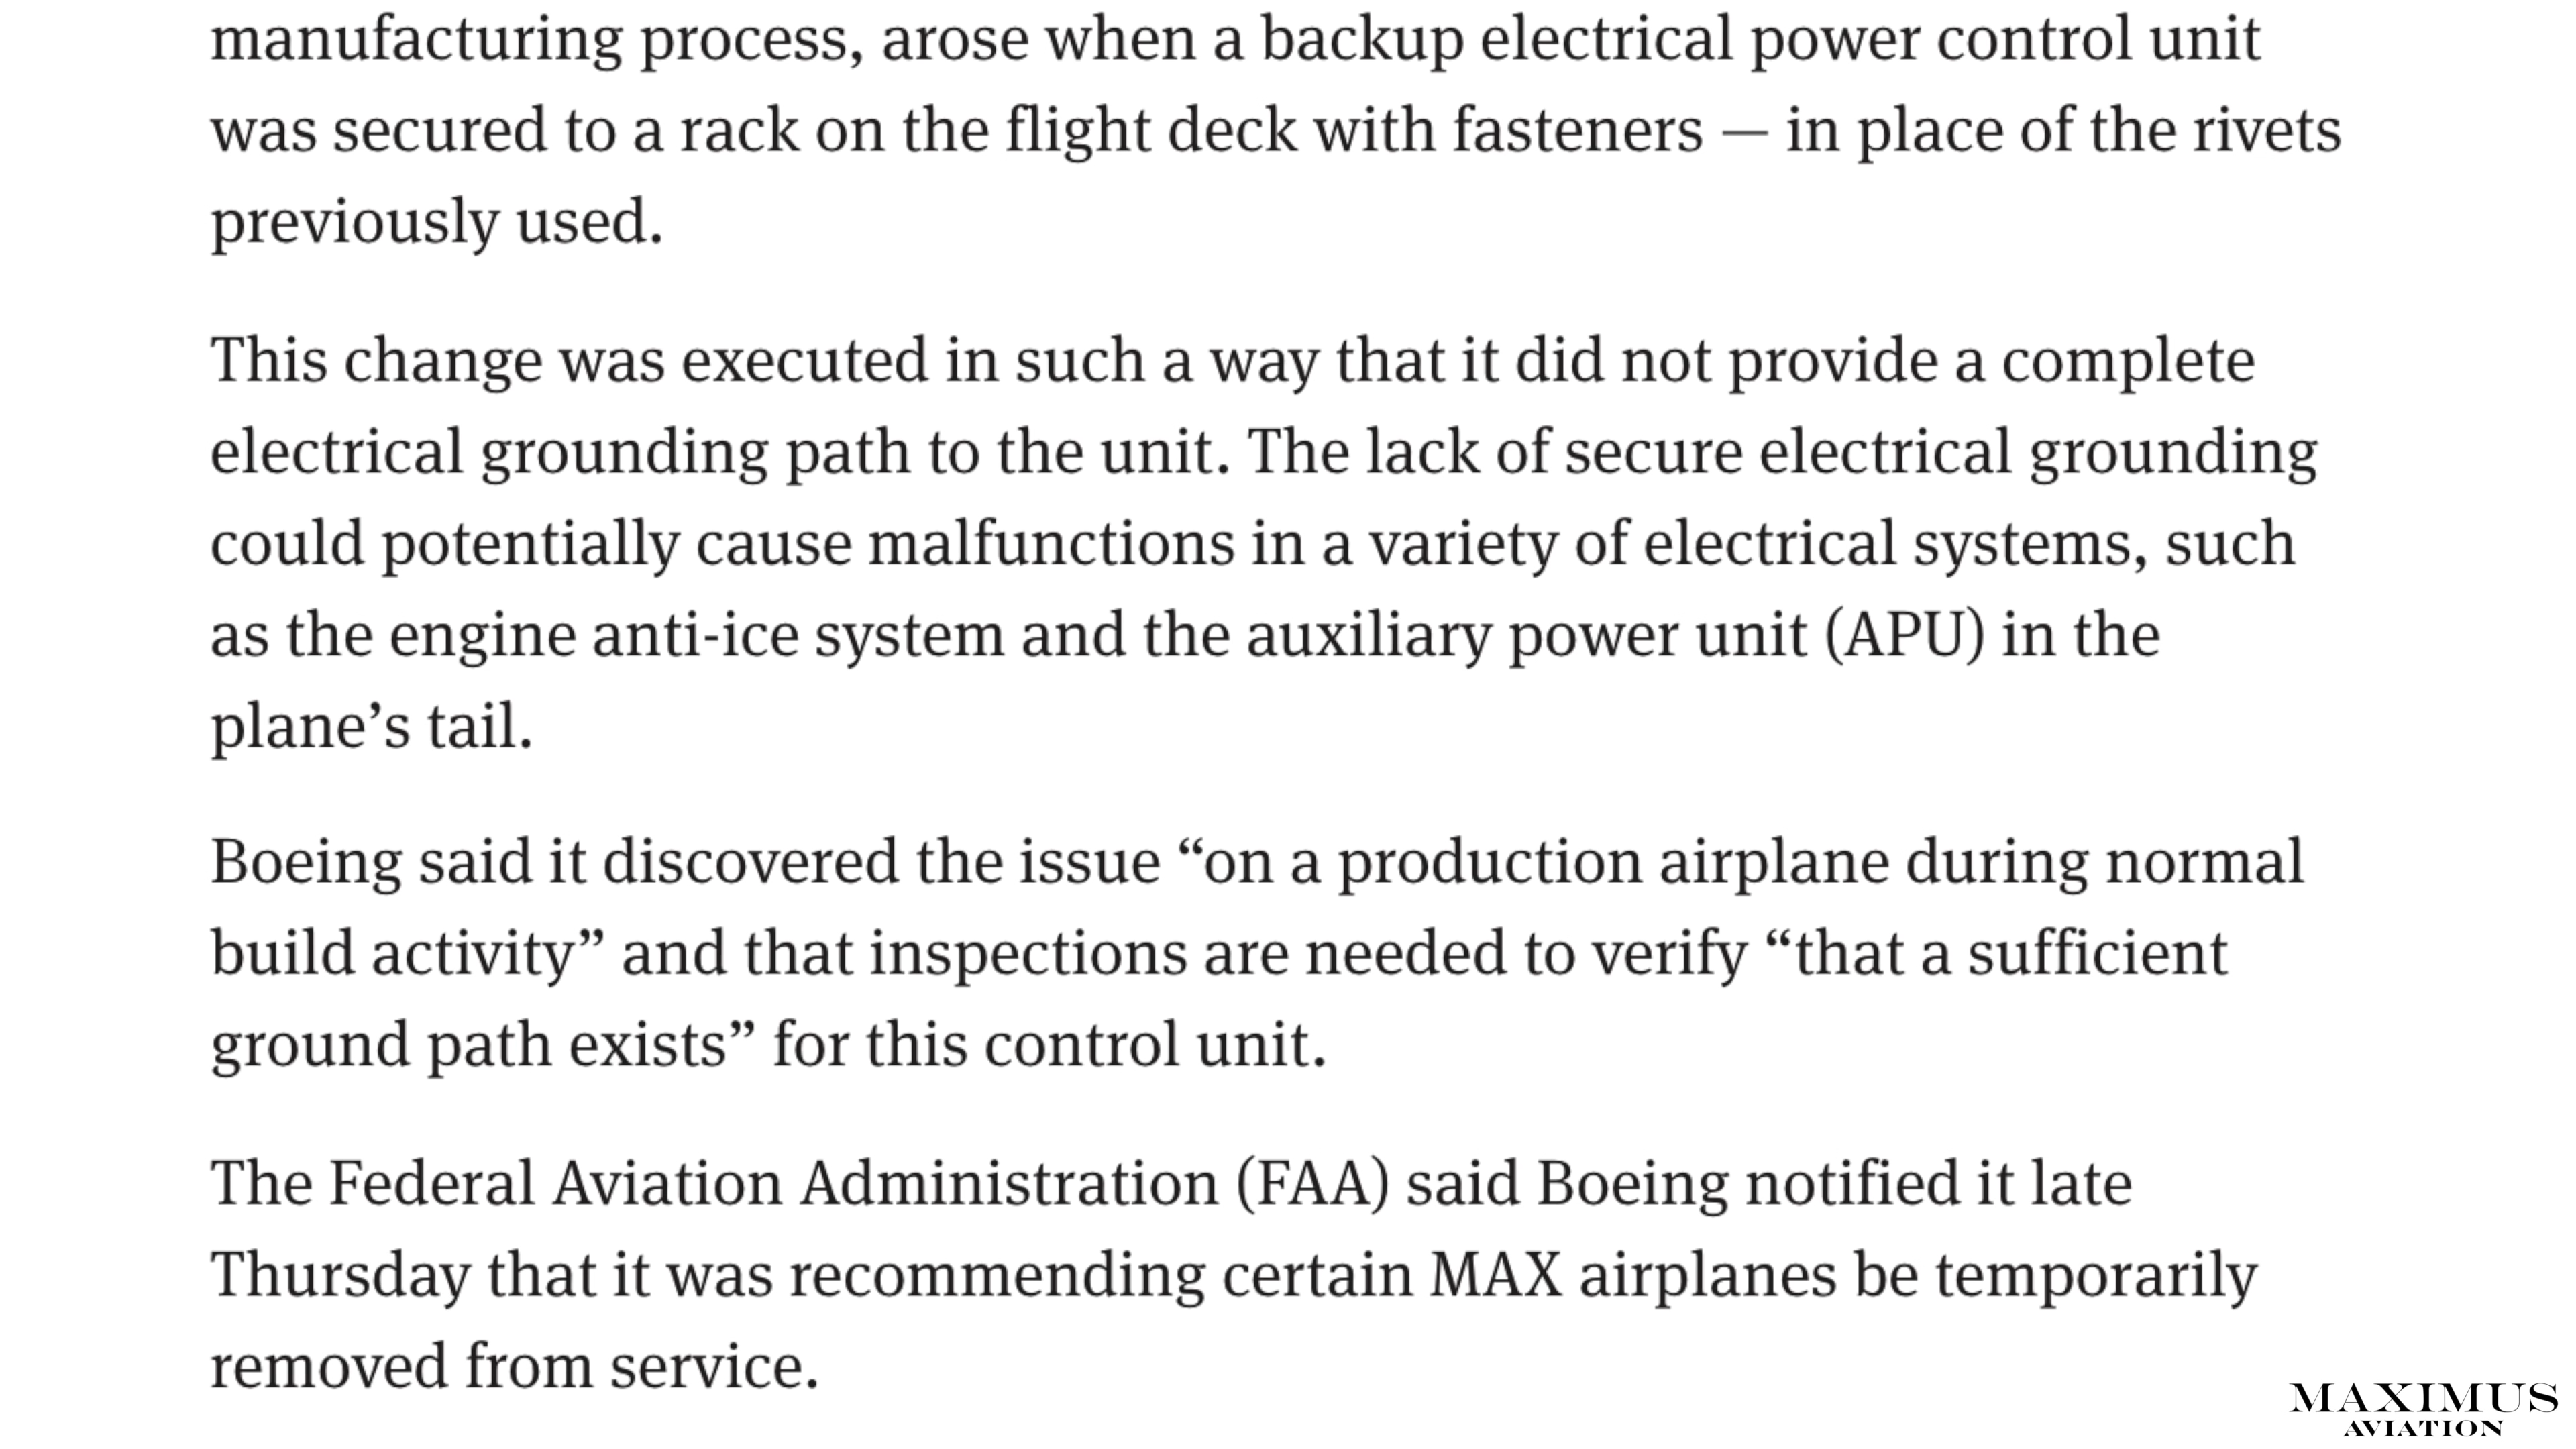 manufacturing process, arose when a backup electrical power control unit
was secured to a rack on the flight deck with fasteners — in place of the rivets
previously used.
This change was executed in such a way that it did not provide a complete
electrical grounding path to the unit. The lack of secure electrical grounding
could potentially cause malfunctions in a variety of electrical systems, such
as the engine anti-ice system and the auxiliary power unit (APU) in the
plane’s tail.
Boeing said it discovered the issue “on a production airplane during normal
build activity” and that inspections are needed to verify “that a sufficient
ground path exists” for this control unit.
The Federal Aviation Administration (FAA) said Boeing notified it late
Thursday that it was recommending certain MAX airplanes be temporarily
removed from service.
MAXIMUS
AVIATION